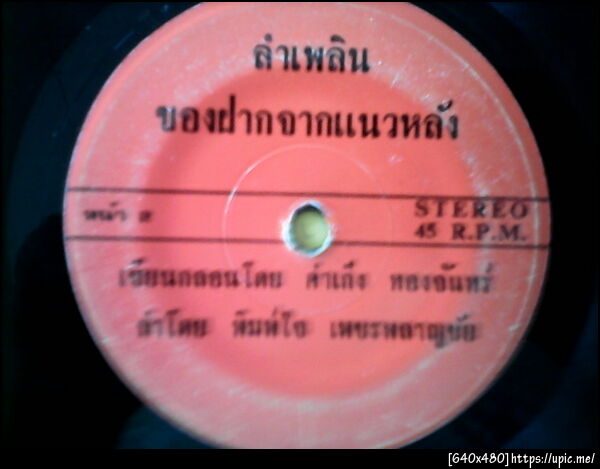 ลำเพลิน
ของฝากจากแนวหลัง
หน้า
STEREO
45 R.P.M.
เขียนกลอนโดย คำเกิ่ง ทองจันทร์
ลำโดย พิมพ์ใจ เพชรพลาญชัย
[640x480]https://upic.me/